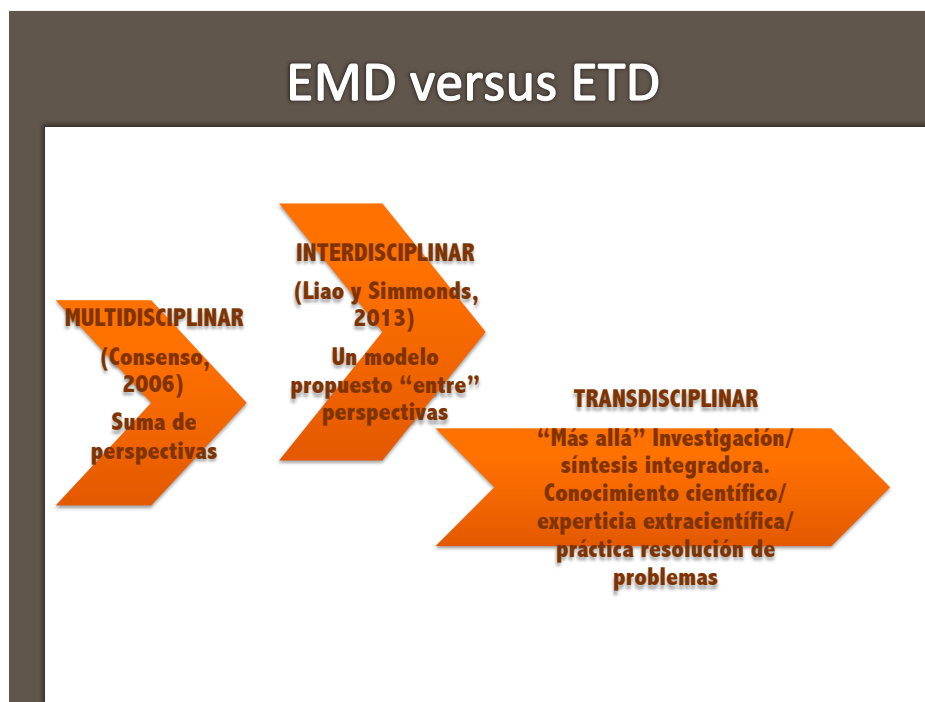 EMD versus ETD
MULTIDISCIPLINAR
(Consenso,
2006)
Suma de
perspectivas
INTERDISCIPLINAR
(Liao y Simmonds,
2013)
Un modelo
propuesto “entre”
perspectivas
TRANSDISCIPLINAR
“Más allá” Investigación/
síntesis integradora.
Conocimiento científico/
experticia extracientífica/
práctica resolución de
problemas